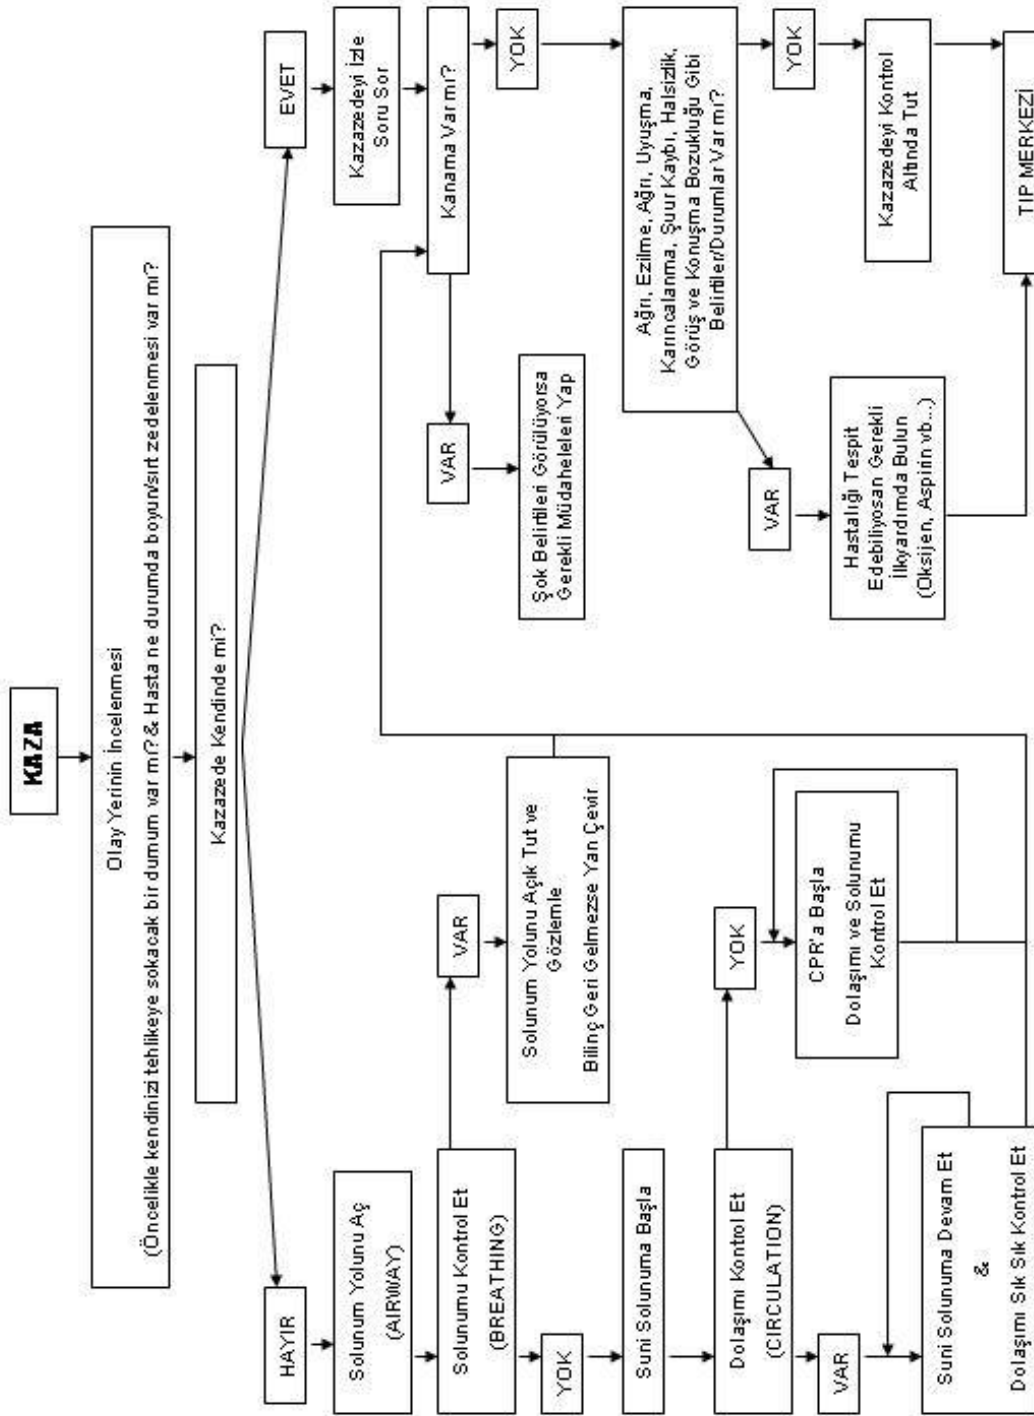 KAZA
Olay Yerinin İncelenmesi
(Öncelikle kendinizi tehlikeye sokacak bir durum var mı? & Hasta ne durumda boyun/sırt zedelenmesi var mı?
Kazazede Kendinde mi?
HAYIR
EVET
Solunum Yolunu Aç
(AIRWAY)
Solunumu Kontrol Et
(BREATHING)
VAR
Solunum Yolunu Açık Tut ve
Gözlemle
Bilinç Geri Gelmezse Yan Çevir
YOK
Suni Solunuma Başla
Dolaşımı Kontrol Et
(CIRCULATION)
YOK
CPR'a Başla
Dolaşımı ve Solunumu
Kontrol Et
VAR
Suni Solunuma Devam Et
&
Dolaşımı Sık Sık Kontrol Et
Kazazedeyi İzle
Soru Sor
Kanama Var mı?
VAR
Şok Belirtileri Görülüyorsa
Gerekli Müdaheleleri Yap
YOK
Ağrı, Ezilme, Ağrı, Uyuşma,
Karıncalanma, Şuur Kaybı, Halsizlik,
Görüş ve Konuşma Bozukluğu Gibi
Belirtiler/Durumlar Var mı?
VAR
Hastalığı Tespit
Edebiliyosan Gerekli
İlkyardımda Bulun
(Oksijen, Aspirin vb...)
YOK
Kazazedeyi Kontrol
Altında Tut
TIP MERKEZİ